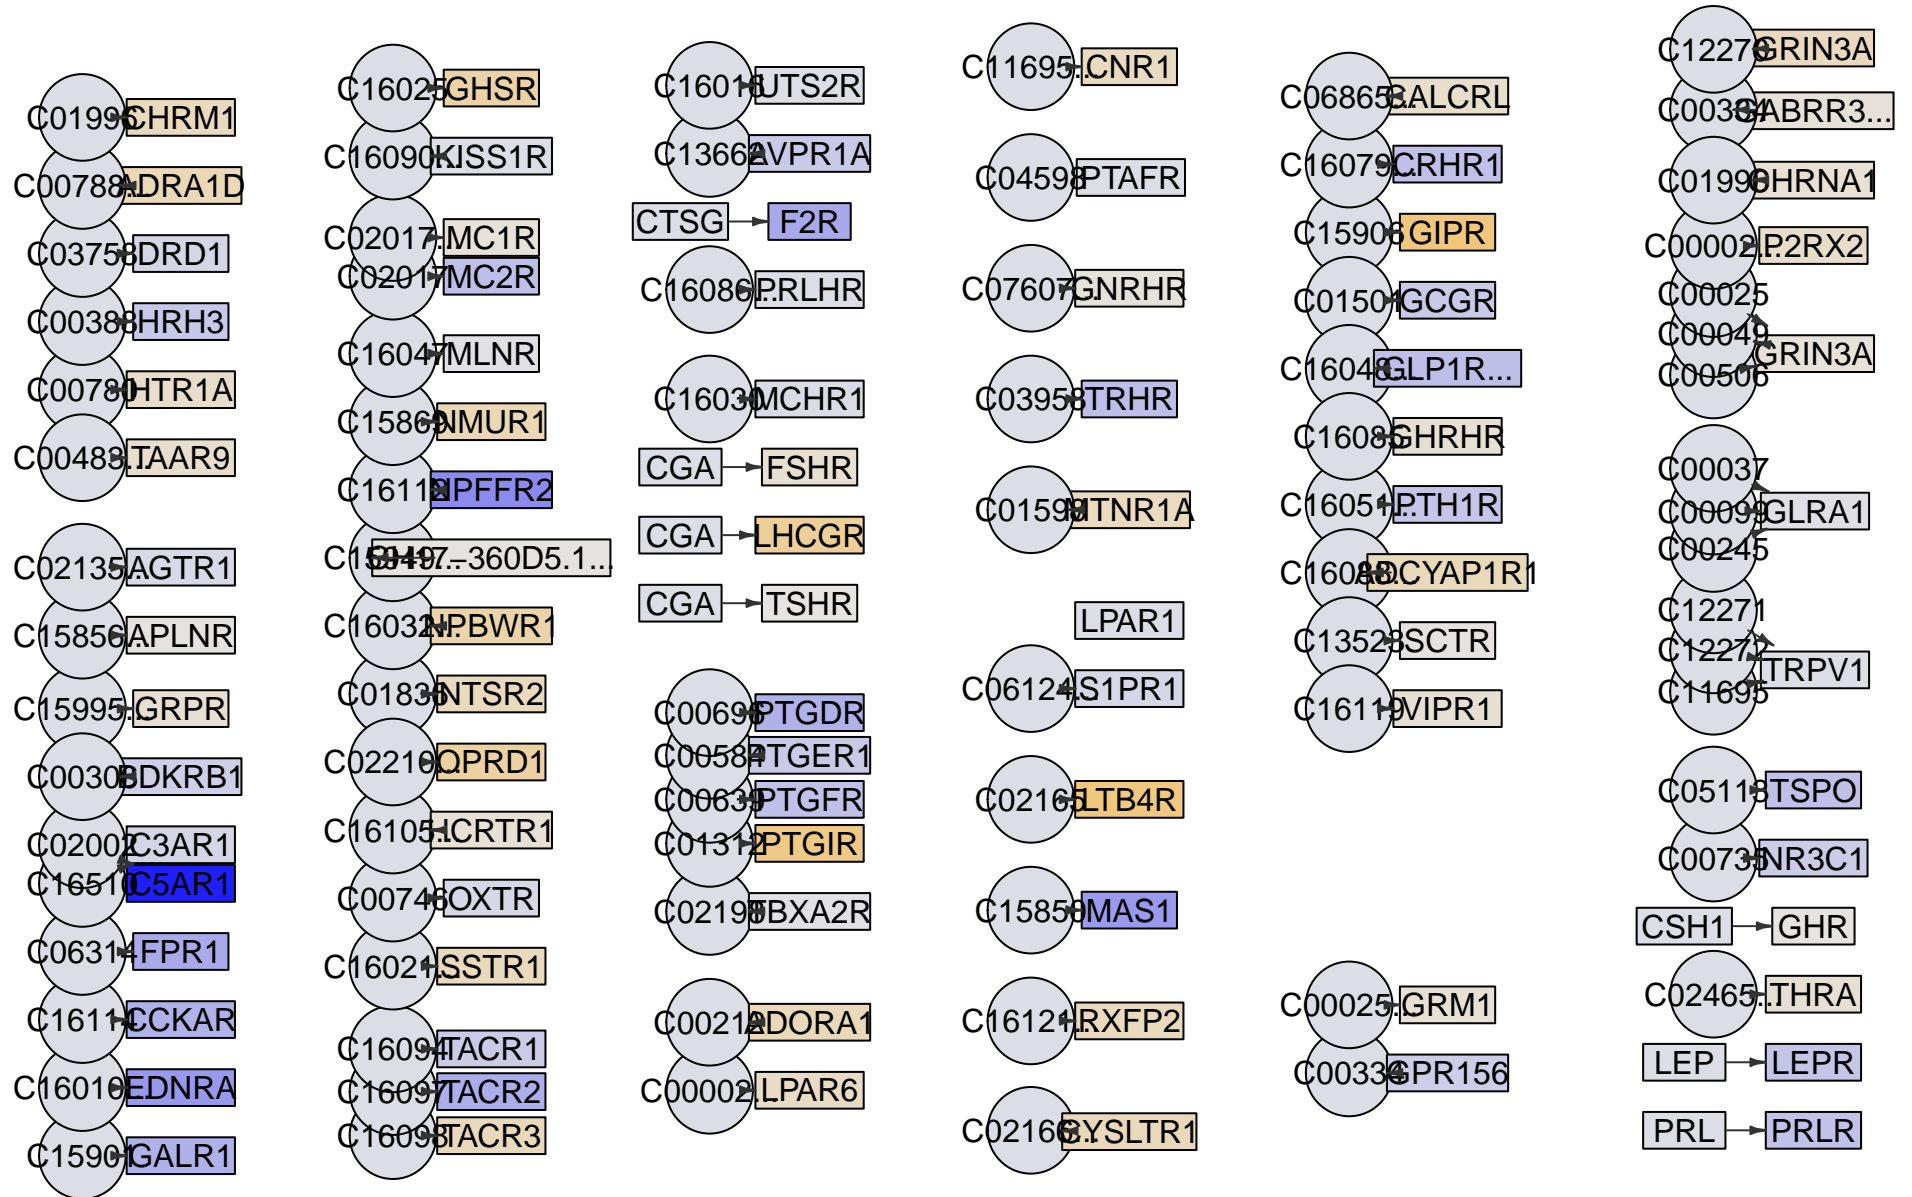 C01996 CHRM1
C00788... ADRA1D
C03758 DRD1
C00388 HRH3
C00780 HTR1A
C00483... TAAR9
C02135... AGTR1
C15856... APLNR
C15995... GRPR
C00306 BDKRB1
C02002 C3AR1
C16510 C5AR1
C06314 FPR1
C16114 CCKAR
C16010... EDNRA
C15901 GALR1
C16025 GHSR
C16090... KISS1R
C02017... MC1R
C02017 MC2R
C16047 MLNR
C15869 NMUR1
C16118 NPFFR2
–360D5.1...
C16032... NPBWR1
C01836 NTSR2
C02210... OPRD1
C16105... HCRTR1
C00746 OXTR
C16021... SSTR1
C16094 TACR1
C16097 TACR2
C16098 TACR3
C16016 UTS2R
C13662 AVPR1A
CTSG F2R
C16086... PRLHR
C16030 MCHR1
CGA FSHR
CGA LHCGR
CGA TSHR
C00696 PTGDR
C00584 PTGER1
C00639 PTGFR
C01312 PTGIR
C02198 TBXA2R
C00212 ADORA1
C00002... LPAR6
C11695... CNR1
C04598 PTAFR
C07607... GNRHR
C03958 TRHR
C01598 MTNR1A
LPAR1
C06124... S1PR1
C02165 LTB4R
C15850 MAS1
C16121... RXFP2
C02166... CYSLTR1
C06865... CALCRL
C16079... CRHR1
C15906 GIPR
C01501 GCGR
C16048... GLP1R...
C16085 GHRHR
C16051... PTH1R
C16088... ADCYAP1R1
C13523 SCTR
C16119 VIPR1
C00025... GRM1
C00334 GPR156
C12270 GRIN3A
C00334 GABRR3...
C01996 CHRNA1
C00002... P2RX2
C00025
C00049
GRIN3A
C00506
C00037
C00099 GLRA1
C00245
C12271
C12272
TRPV1
C11695
C05118 TSPO
C00735 NR3C1
CSH1 GHR
C02465... THRA
LEP LEPR
PRL PRLR